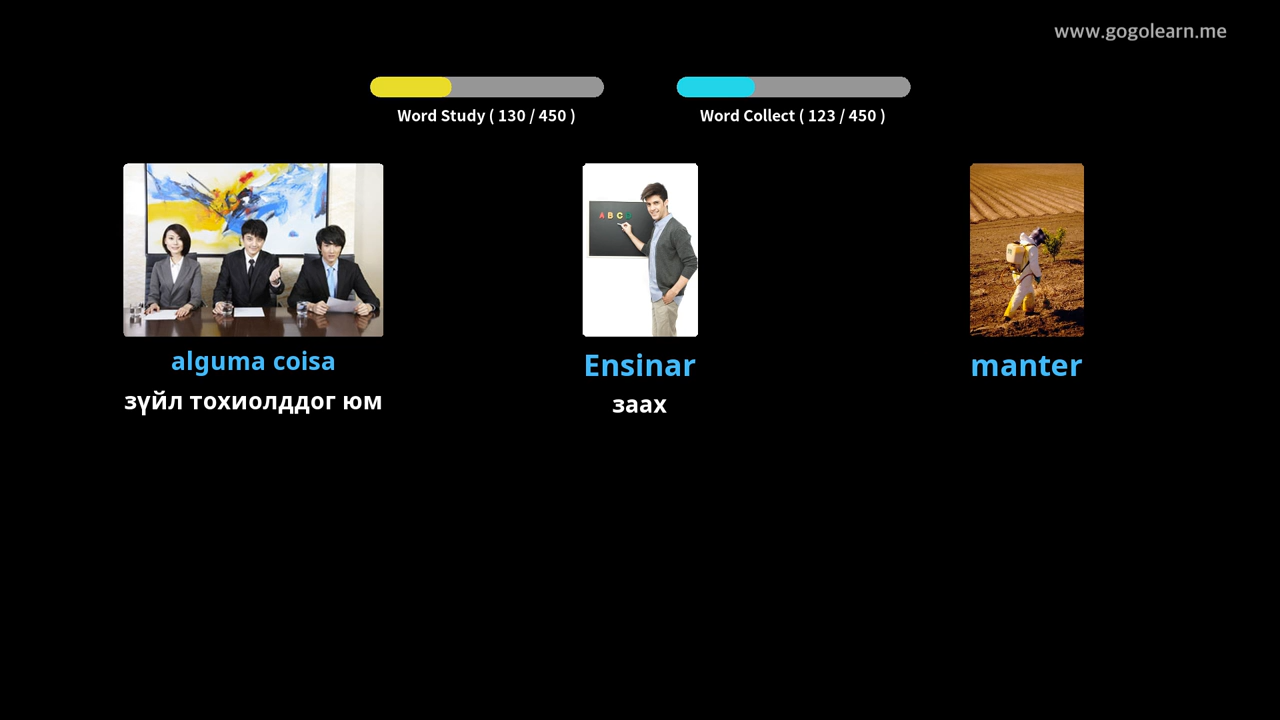 www.gogolearn.me
Word Study ( 130 / 450 )
Word Collect ( 123 / 450 )
A B C D
alguma coisa
Ensinar
manter
зүйл тохиолддог юм
заах